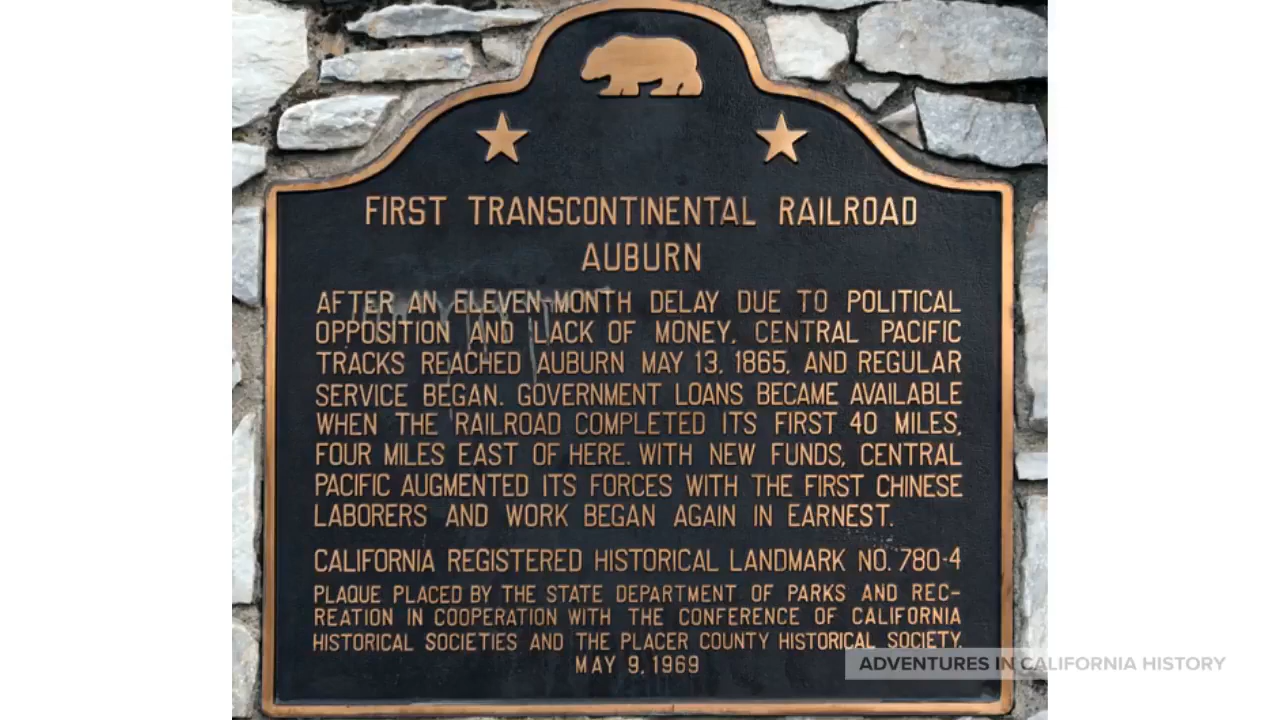 FIRST TRANSCONTINENTAL RAILROAD
AUBURN
AFTER AN ELEVEN-MONTH DELAY DUE TO POLITICAL
OPPOSITION AND LACK OF MONEY, CENTRAL PACIFIC
TRACKS REACHED AUBURN MAY 13, 1865, AND REGULAR
SERVICE BEGAN. GOVERNMENT LOANS BECAME AVAILABLE
WHEN THE RAILROAD COMPLETED ITS FIRST 40 MILES,
FOUR MILES EAST OF HERE. WITH NEW FUNDS, CENTRAL
PACIFIC AUGMENTED ITS FORCES WITH THE FIRST CHINESE
LABORERS AND WORK BEGAN AGAIN IN EARNEST.
CALIFORNIA REGISTERED HISTORICAL LANDMARK NO. 780-4
PLAQUE PLACED BY THE STATE DEPARTMENT OF PARKS AND REC-
REATION IN COOPERATION WITH THE CONFERENCE OF CALIFORNIA
HISTORICAL SOCIETIES AND THE PLACER COUNTY HISTORICAL SOCIETY,
MAY 9, 1969
ADVENTURES IN CALIFORNIA HISTORY